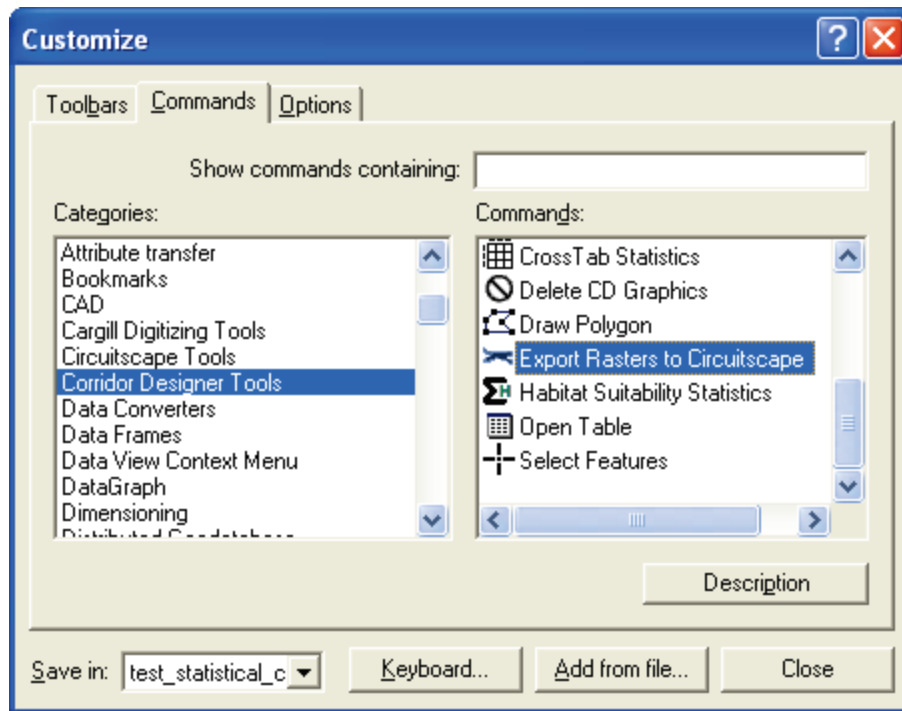 Customize
Toolbars Commands Options
Show commands containing:
Categories:
Attribute transfer
Bookmarks
CAD
Cargill Digitizing Tools
Circuitscape Tools
Corridor Designer Tools
Data Converters
Data Frames
Data View Context Menu
DataGraph
Dimensioning
Commands:
CrossTab Statistics
Delete CD Graphics
Draw Polygon
Export Rasters to Circuitscape
Habitat Suitability Statistics
Open Table
Select Features
Description
Save in: test_statistical_c Keyboard... Add from file... Close